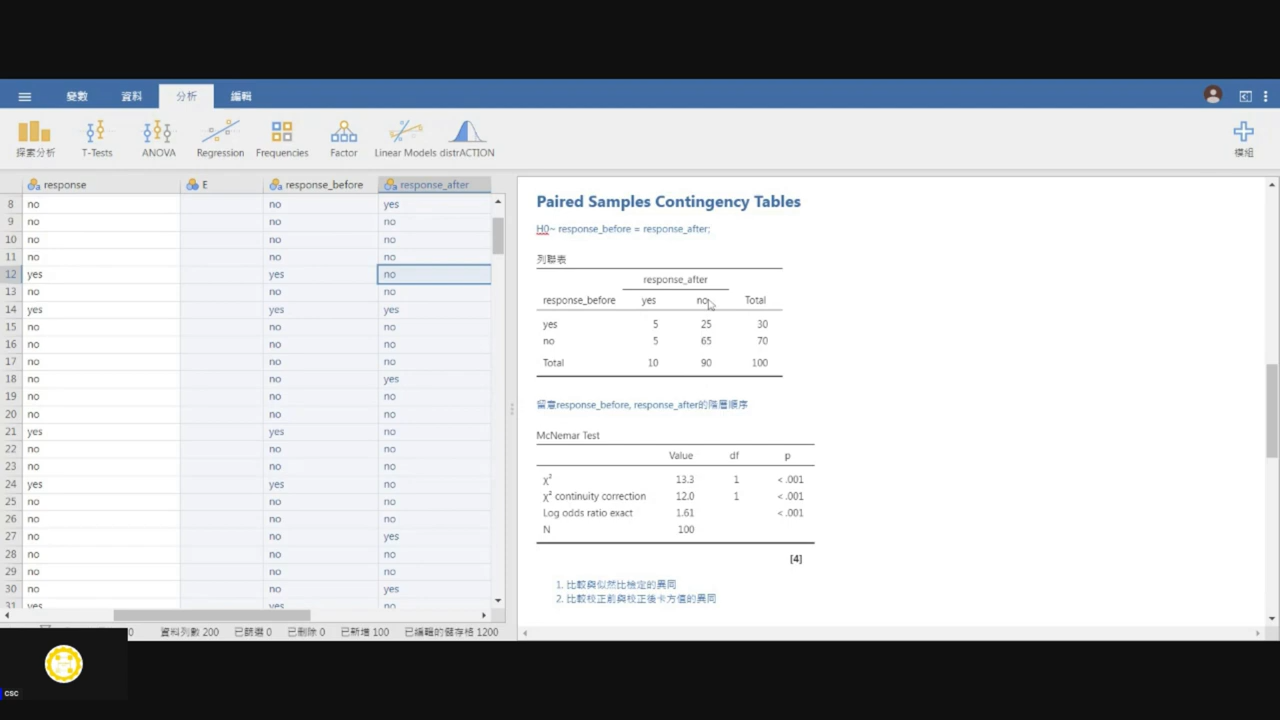 變數 資料 分析 編輯
探索分析 T-Tests ANOVA Regression Frequencies Factor Linear Models distrACTION 模組
response E response_before response_after
8 no no yes
9 no no no
10 no no no
11 no no no
12 yes yes no
13 no no no
14 yes yes yes
15 no no no
16 no no no
17 no no no
18 no no yes
19 no no no
20 no no no
21 yes yes no
22 no no no
23 no no no
24 yes yes no
25 no no no
26 no no no
27 no no yes
28 no no no
29 no no no
30 no no yes
31 yes yes no
0 資料列數 200 已篩選 0 已刪除 0 已新增 100 已編輯的儲存格 1200
Paired Samples Contingency Tables
H0~ response_before = response_after;
列聯表
response_after
response_before yes no Total
yes 5 25 30
no 5 65 70
Total 10 90 100
留意response_before, response_after的階層順序
McNemar Test
Value df p
χ² 13.3 1 < .001
χ² continuity correction 12.0 1 < .001
Log odds ratio exact 1.61 < .001
N 100
[4]
1. 比較與似然比檢定的異同
2. 比較校正前與校正後卡方值的異同
csc